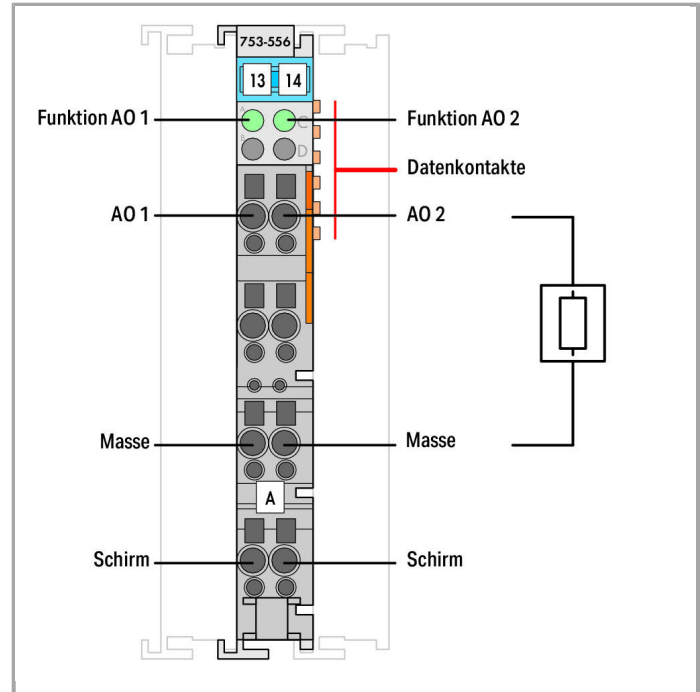 753-556
13 14
A
C
Funktion AO 1
Funktion AO 2
B
D
Datenkontakte
AO 1
AO 2
Masse
Masse
A
Schirm
Schirm